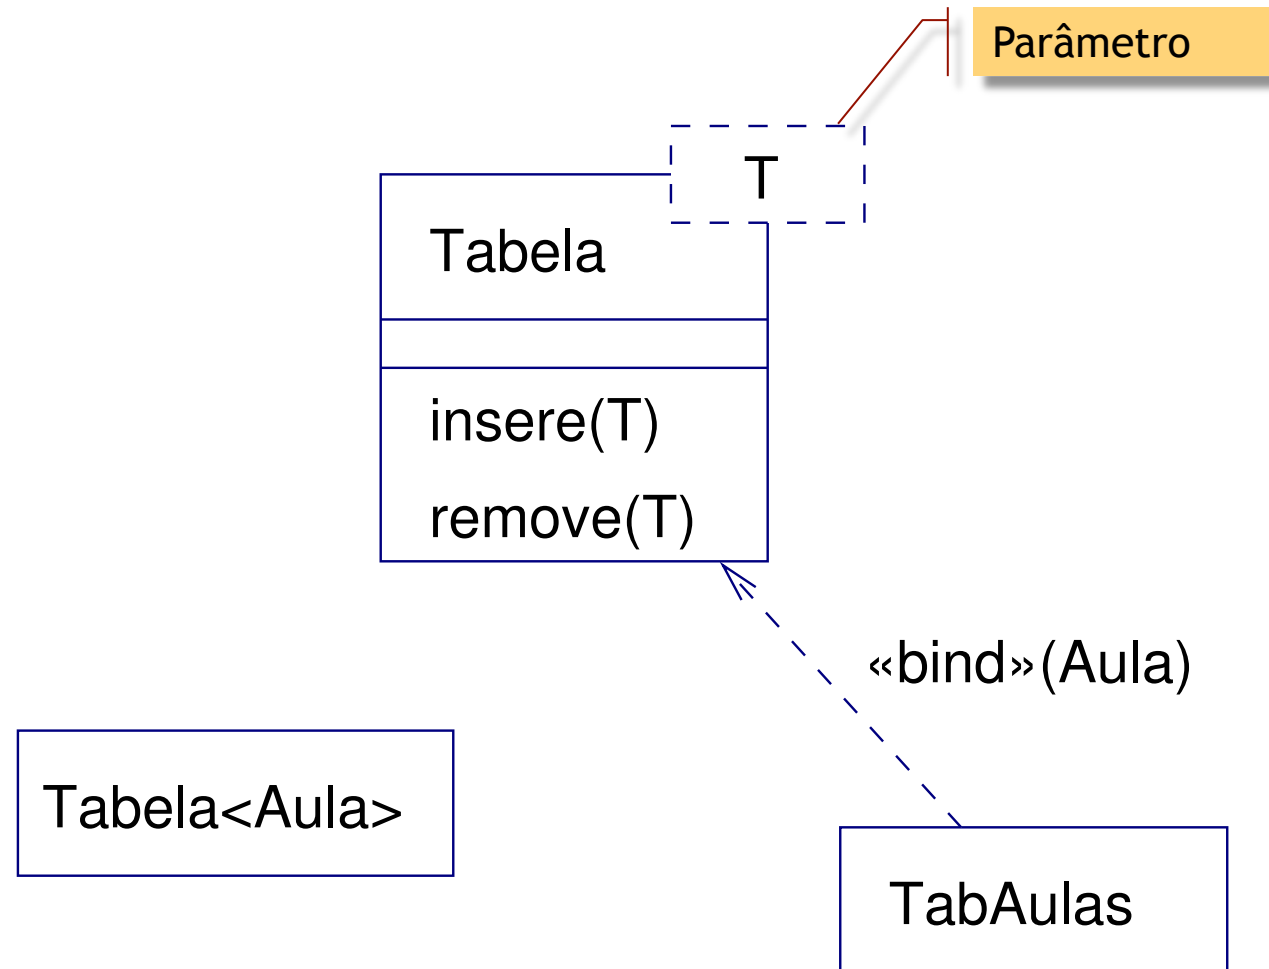 Parâmetro
T
Tabela
insere(T)
remove(T)
«bind»(Aula)
Tabela<Aula>
TabAulas